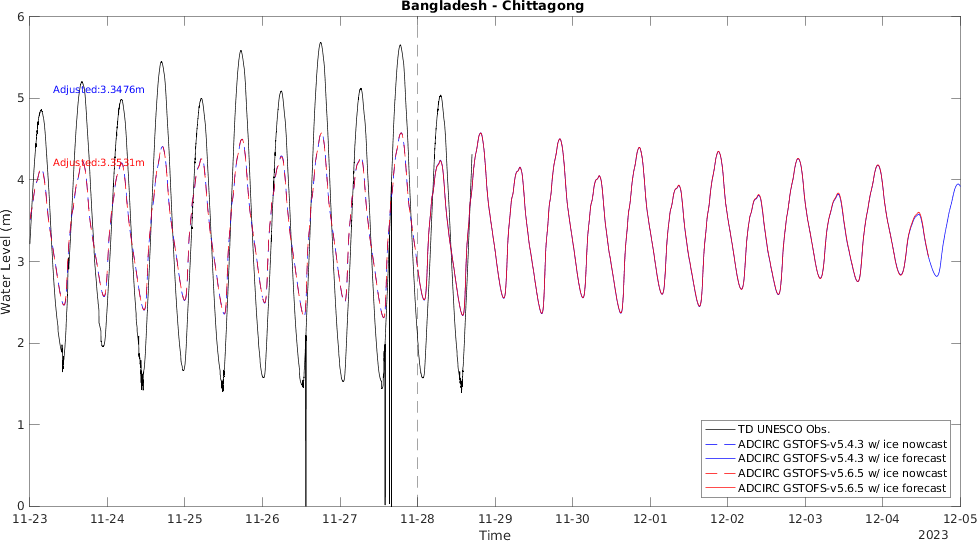 Bangladesh - Chittagong
6
5
4
3
2
1
0
Water Level (m)
Adjusted:3.3476m
Adjusted:3.3531m
TD UNESCO Obs.
ADCIRC GSTOFS-v5.4.3 w/ ice nowcast
ADCIRC GSTOFS-v5.4.3 w/ ice forecast
ADCIRC GSTOFS-v5.6.5 w/ ice nowcast
ADCIRC GSTOFS-v5.6.5 w/ ice forecast
11-23 11-24 11-25 11-26 11-27 11-28 11-29 11-30 12-01 12-02 12-03 12-04 12-05
Time
2023